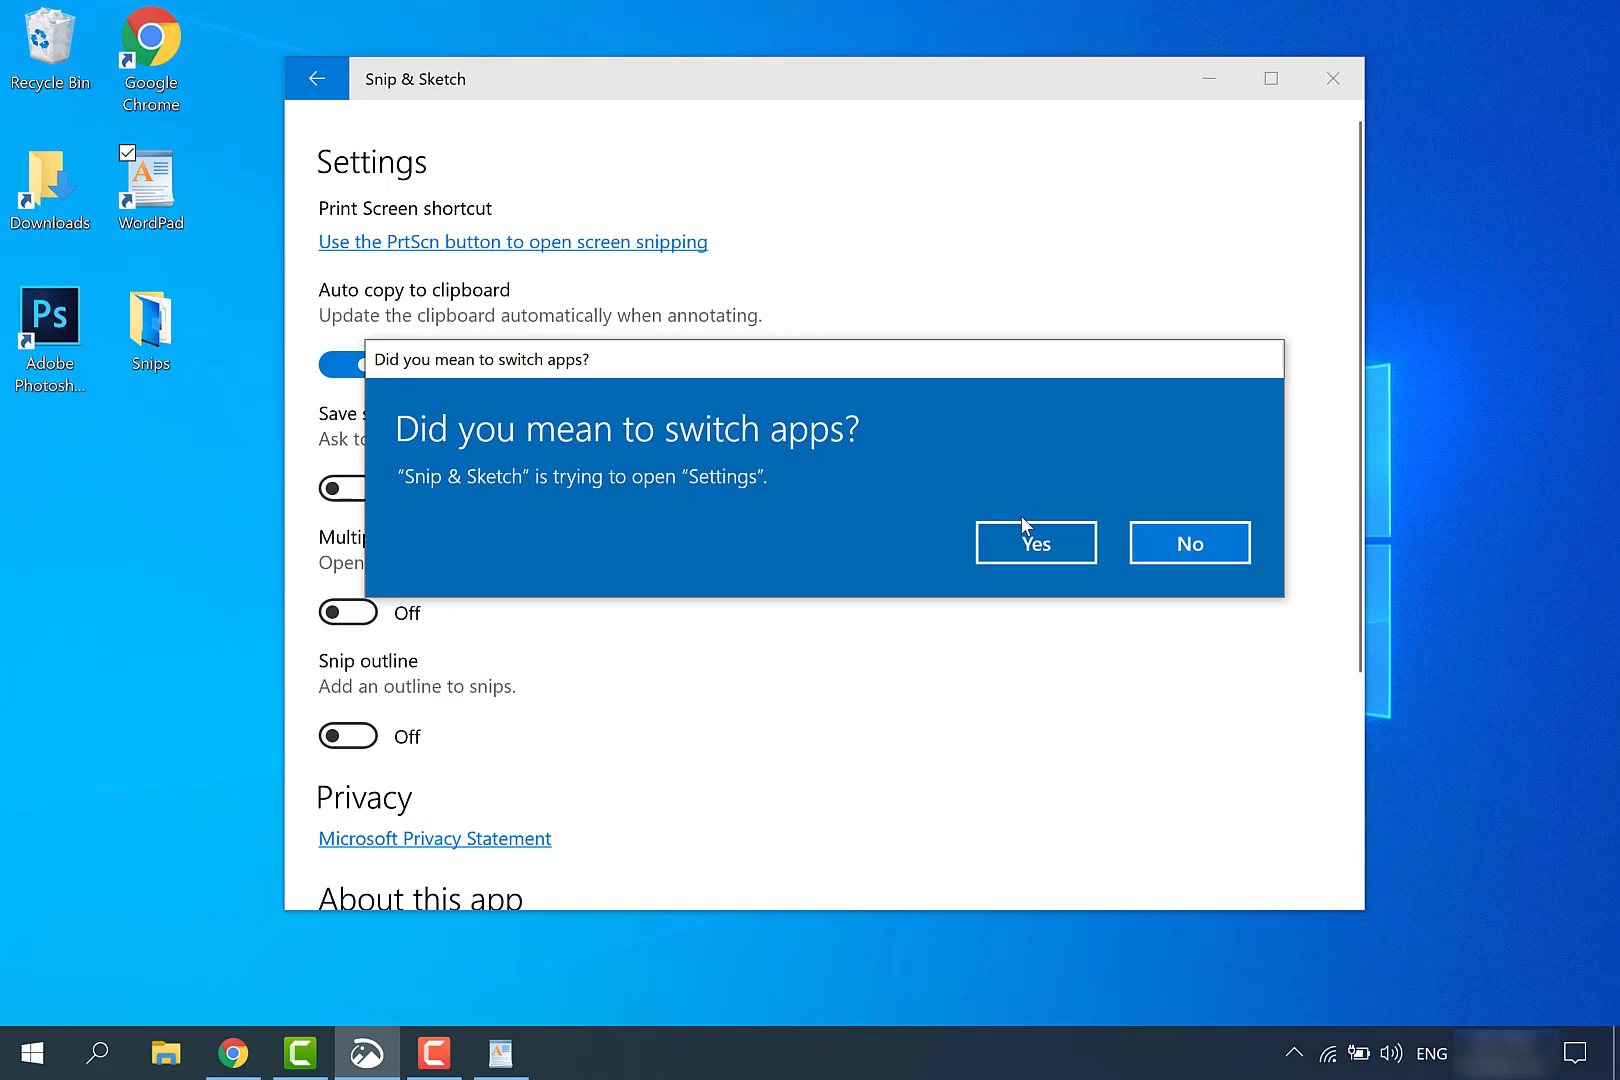 Recycle Bin
Google
Chrome
Downloads
WordPad
Ps
Adobe
Photosh...
Snips
Snip & Sketch
Settings
Print Screen shortcut
Use the PrtScn button to open screen snipping
Auto copy to clipboard
Update the clipboard automatically when annotating.
Did you mean to switch apps?
Did you mean to switch apps?
“Snip & Sketch” is trying to open “Settings”.
Yes
No
Save
Ask
Open
Off
Snip outline
Add an outline to snips.
Off
Privacy
Microsoft Privacy Statement
About this app
ENG